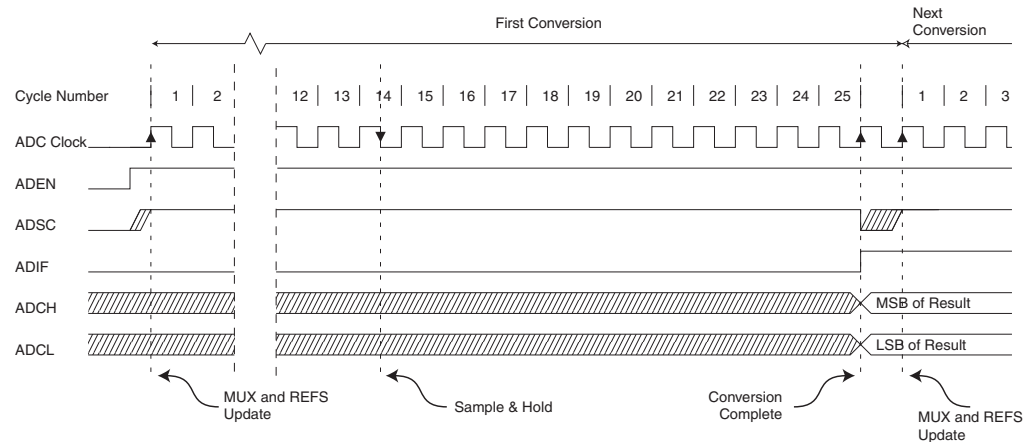 First Conversion
Next
Conversion
Cycle Number 1 2 12 13 14 15 16 17 18 19 20 21 22 23 24 25 1 2 3
ADC Clock
ADEN
ADSC
ADIF
ADCH MSB of Result
ADCL LSB of Result
MUX and REFS
Update
Sample & Hold
Conversion
Complete
MUX and REFS
Update